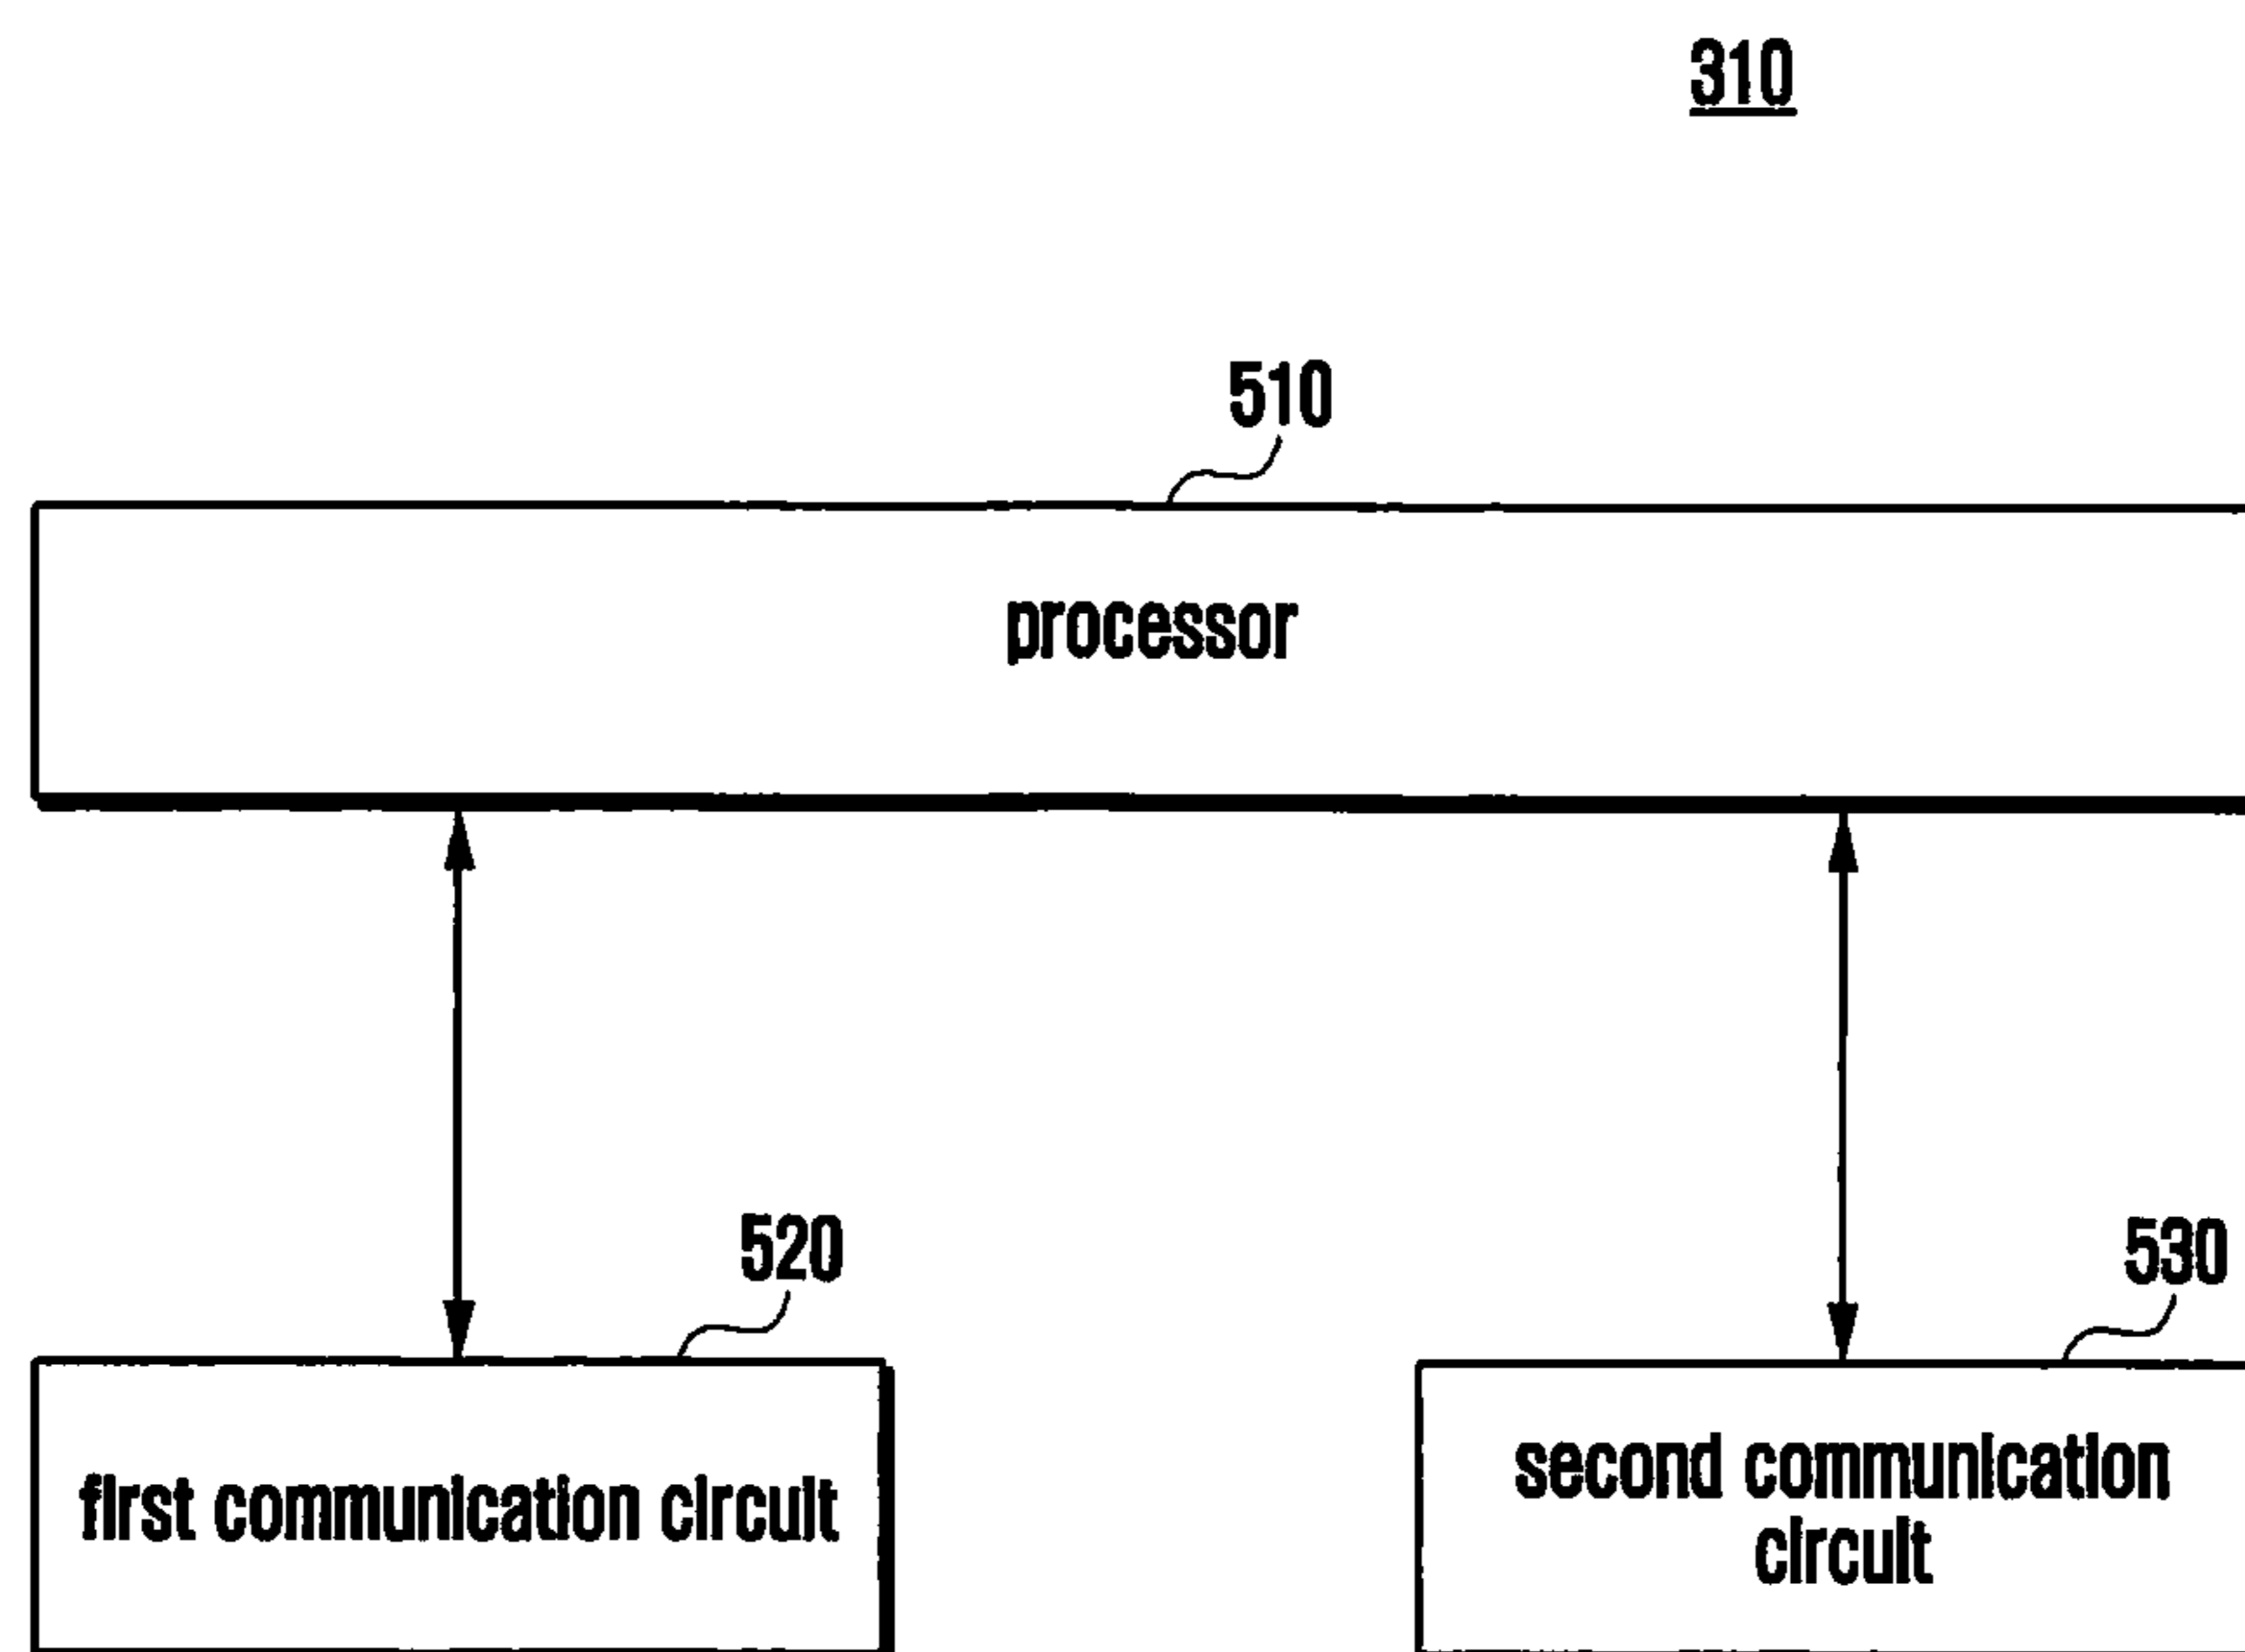 310
510
processor
520
530
first communication circuit
second communication
circuit